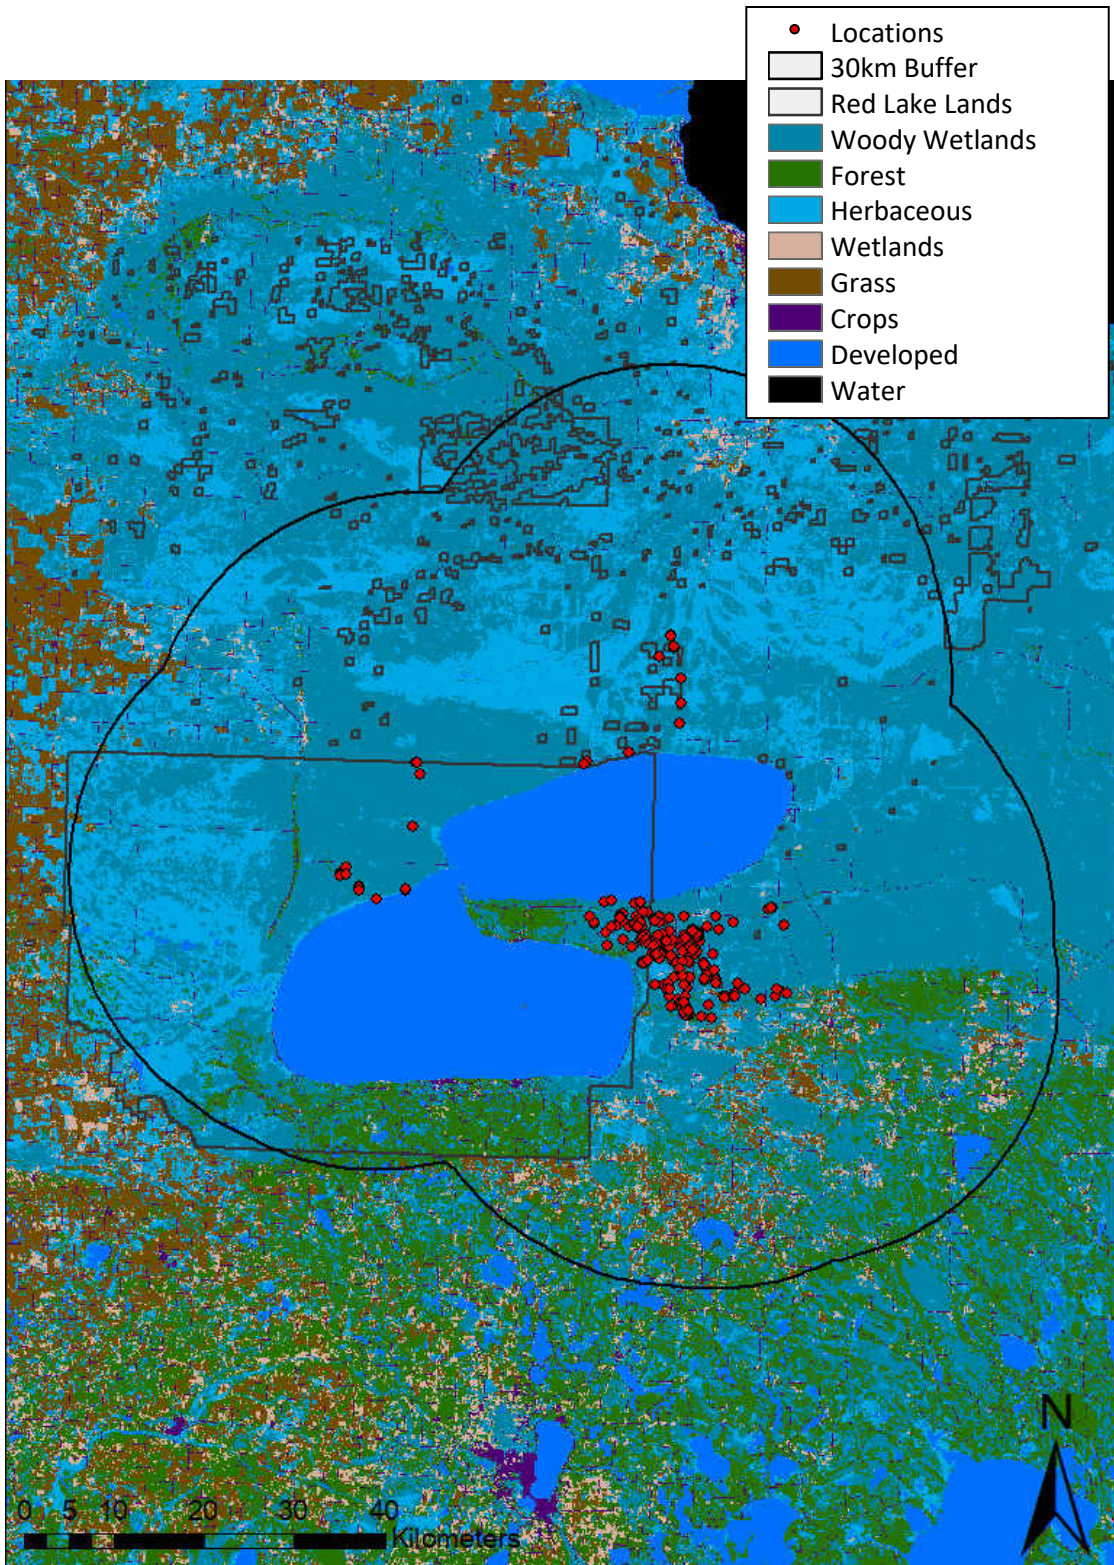 Locations
30km Buffer
Red Lake Lands
Woody Wetlands
Forest
Herbaceous
Wetlands
Grass
Crops
Developed
Water
N
0 5 10 20 30 40
Kilometers